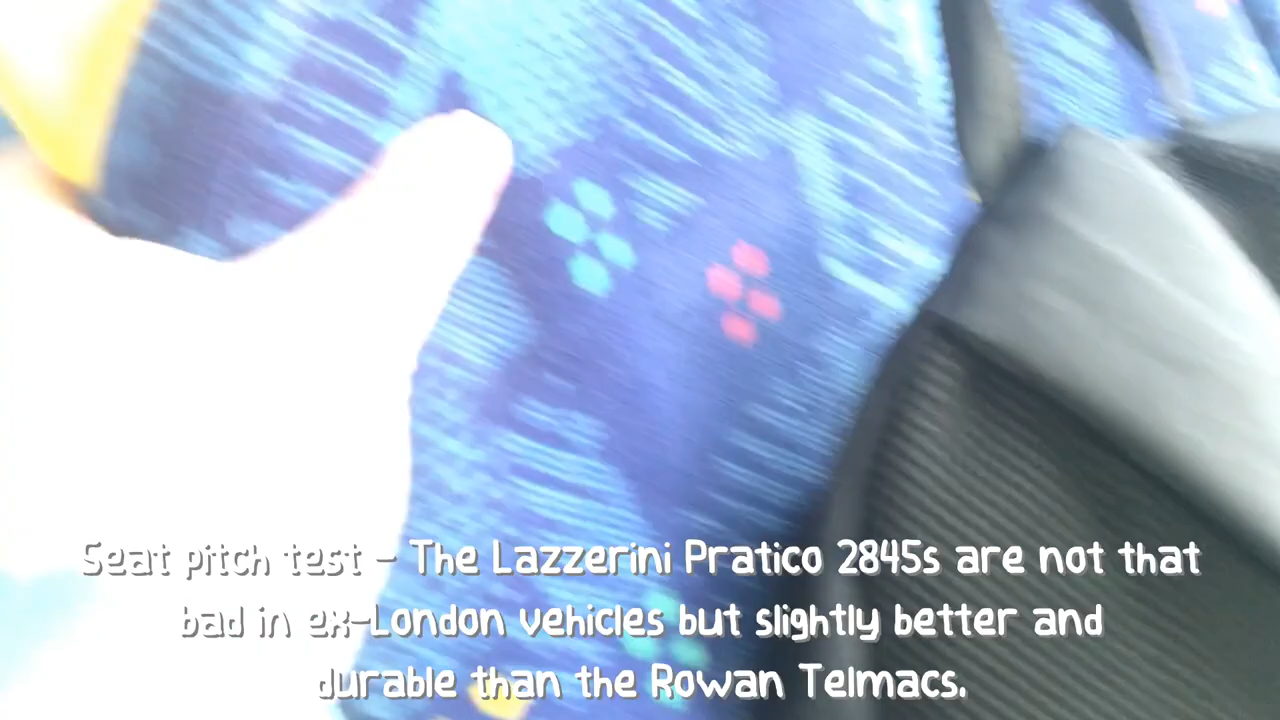 Seat pitch test - The Lazzerini Pratico 2845s are not that
bad in ex-London vehicles but slightly better and
durable than the Rowan Telmacs.